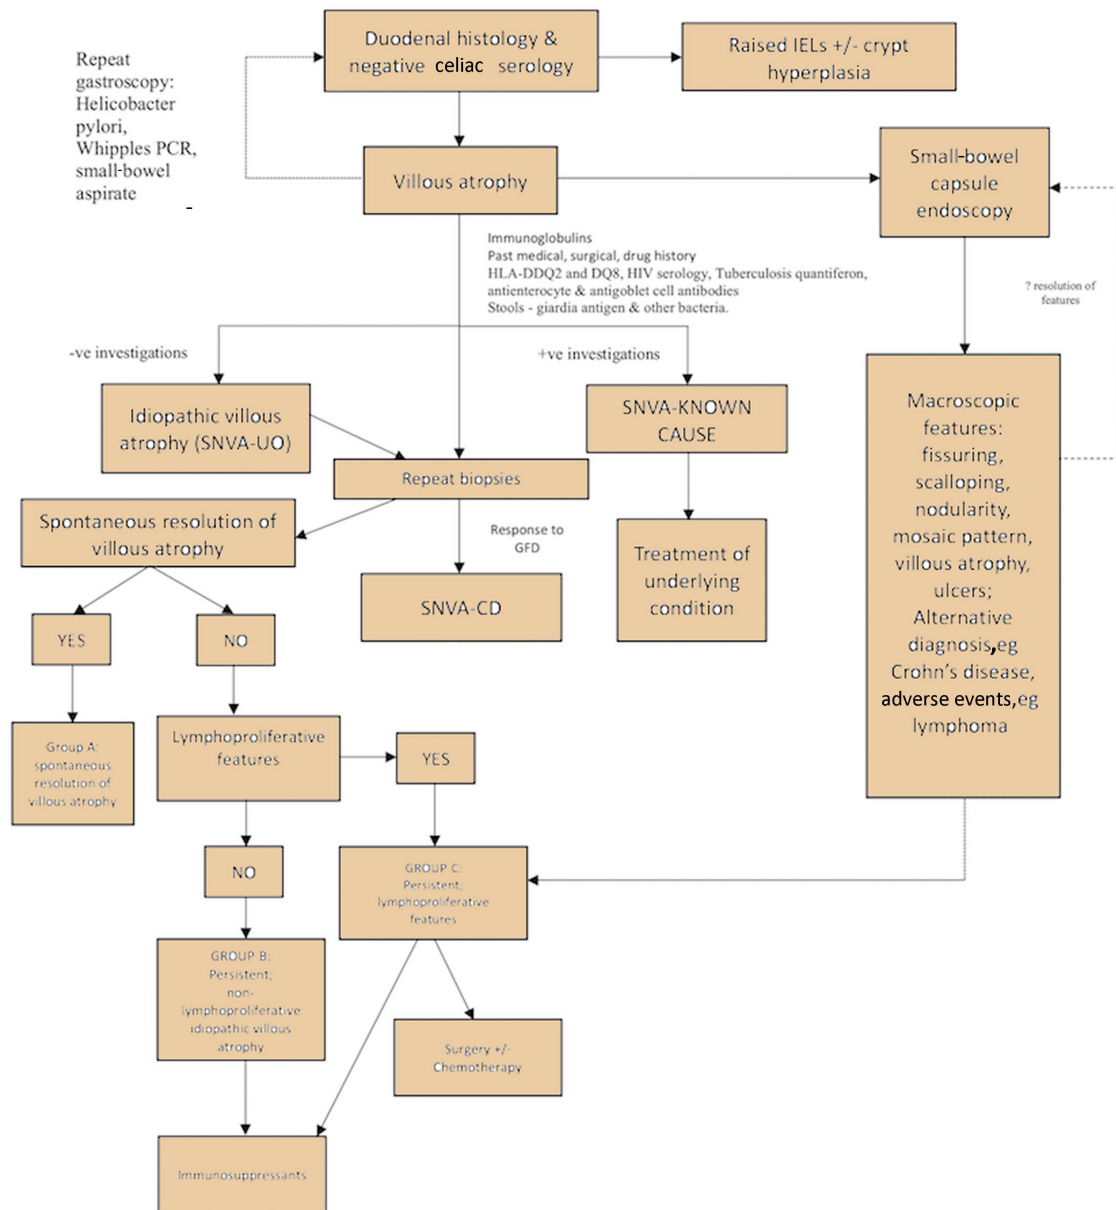 Duodenal histology &
negative celiac serology
Raised IELs +/- crypt
hyperplasia
Repeat
gastroscopy:
Helicobacter
pylori,
Whipples PCR,
small-bowel
aspirate
-
Villous atrophy
Small-bowel
capsule
endoscopy
Immunoglobulins
Past medical, surgical, drug history
HLA-DDQ2 and DQ8, HIV serology, Tuberculosis quantiferon,
antienterocyte & antigoblet cell antibodies
Stools - giardia antigen & other bacteria.
? resolution of
features
-ve investigations
+ve investigations
Idiopathic villous
atrophy (SNVA-UO)
SNVA-KNOWN
CAUSE
Macroscopic
features:
fissuring,
scalloping,
nodularity,
mosaic pattern,
villous atrophy,
ulcers;
Alternative
diagnosis,eg
Crohn's disease,
adverse events,eg
lymphoma
Repeat biopsies
Spontaneous resolution of
villous atrophy
Response to
GFD
Treatment of
underlying
condition
SNVA-CD
YES
NO
Group A:
spontaneous
resolution of
villous atrophy
Lymphoproliferative
features
YES
NO
GROUP C:
Persistent;
lymphoproliferative
features
GROUP B:
Persistent;
non-
lymphoproliferative
idiopathic villous
atrophy
Surgery +/-
Chemotherapy
Immunosuppressants